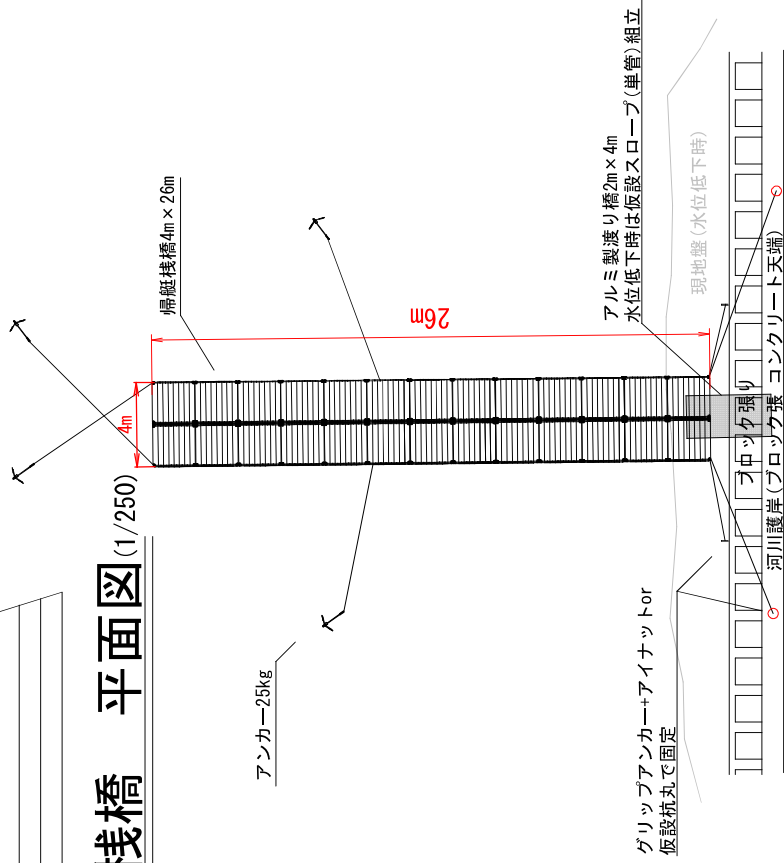 桟橋　平面図(1/250)
帰艇桟橋4m×26m
26m
4m
アンカー25kg
アルミ製渡り橋2m×4m
水位低下時は仮設スロープ(単管)組立
現地盤(水位低下時)
グリップアンカー+アイナットor
仮設杭丸で固定
ブロック張り
河川護岸(ブロック張 コンクリート天端)